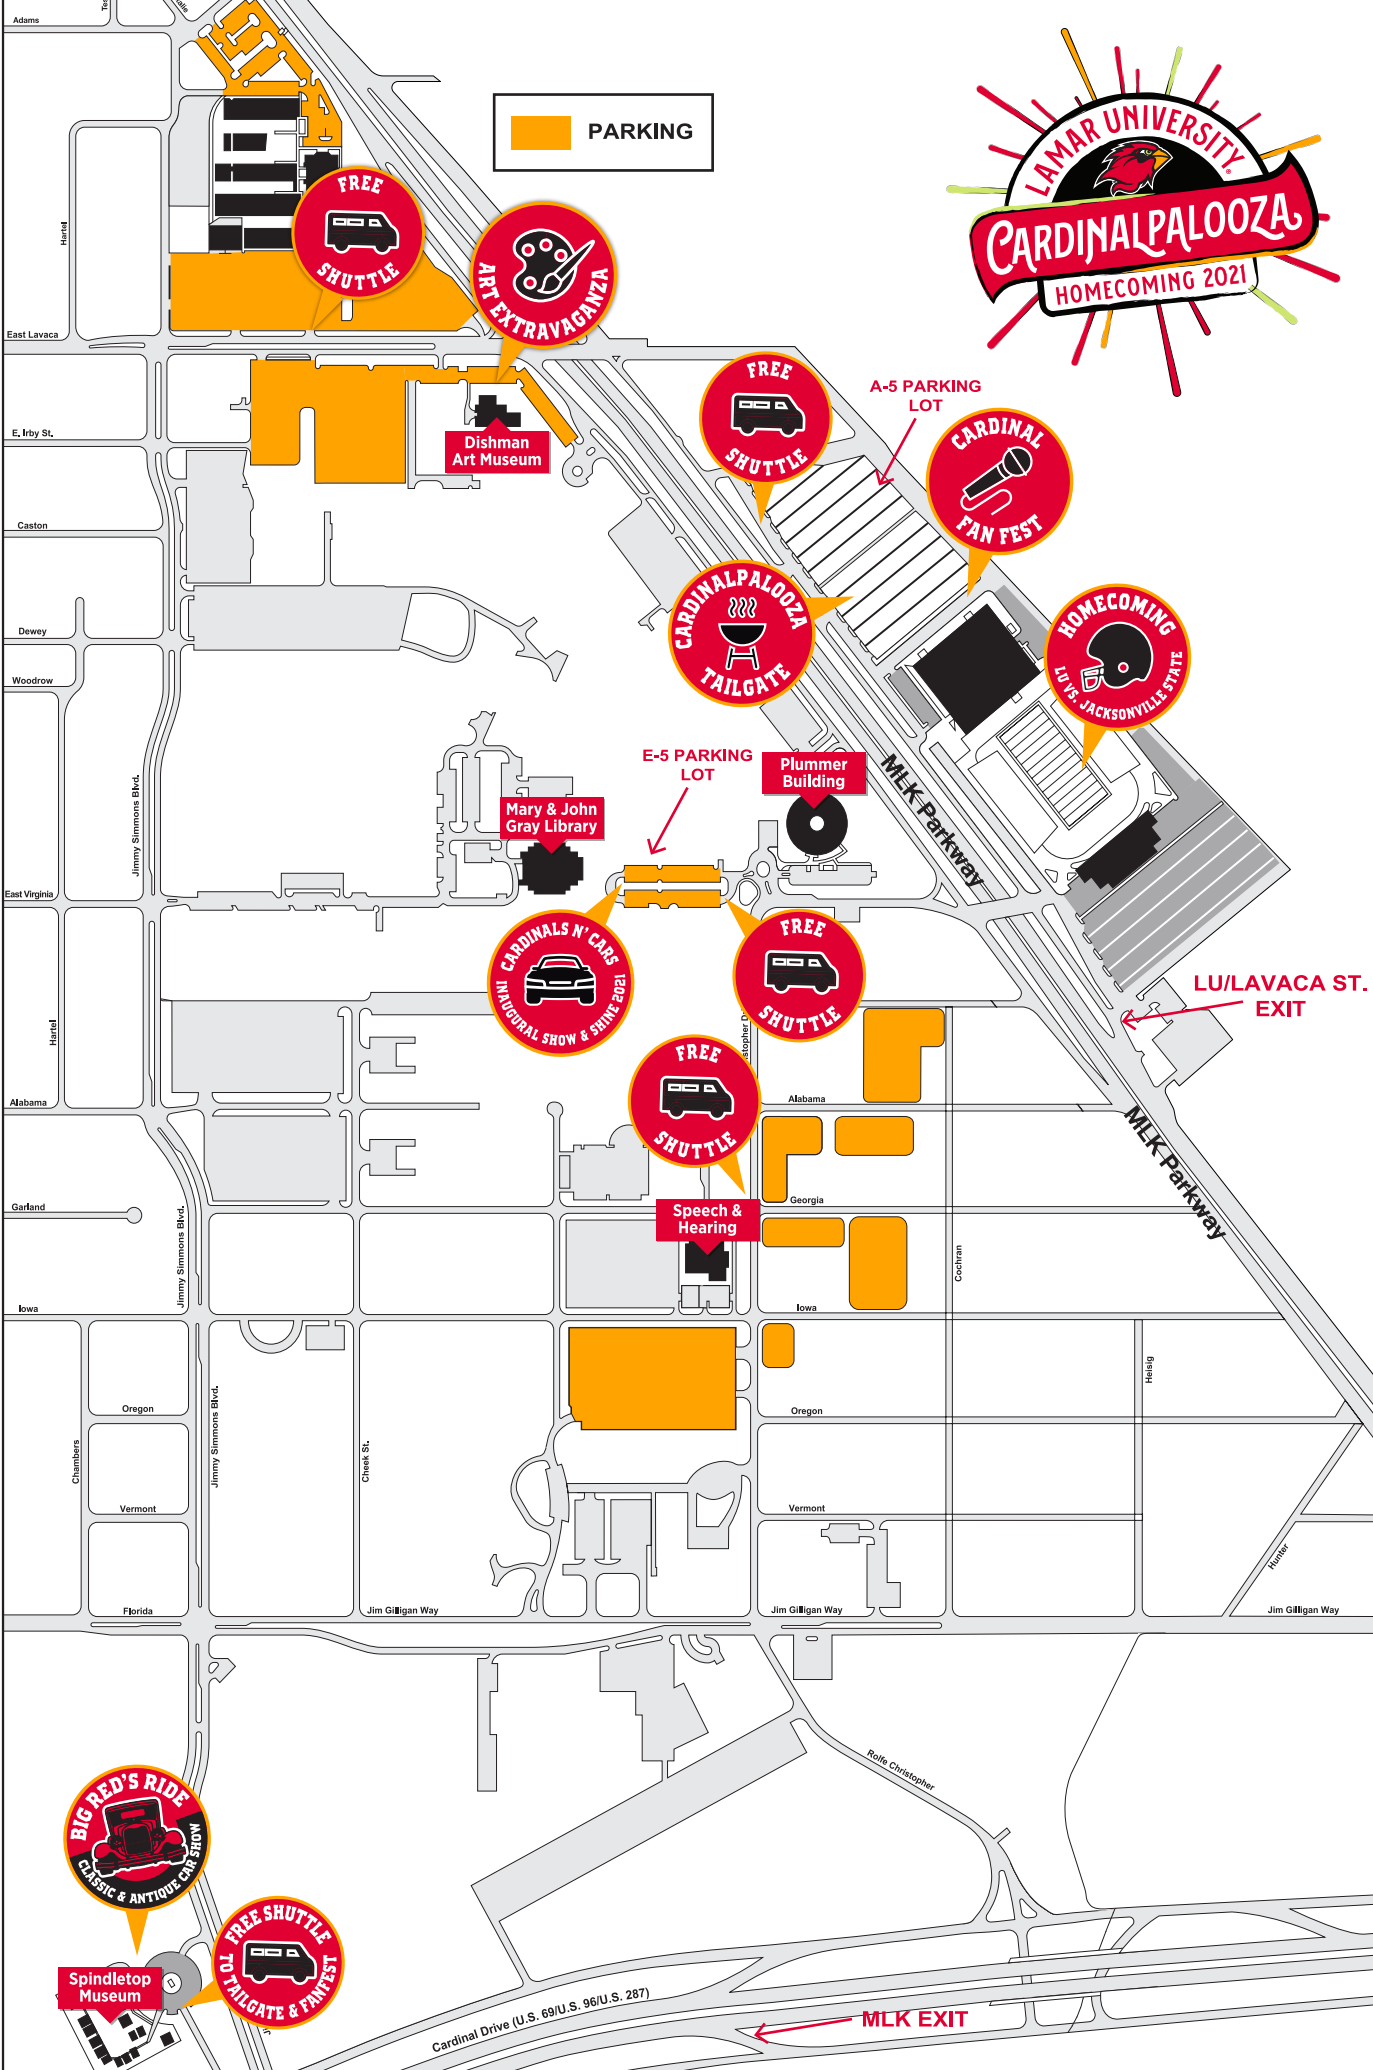 Adams
PARKING
LAMAR UNIVERSITY
CARDINALPALOOZA
HOMECOMING 2021
FREE
SHUTTLE
ART EXTRAVAGANZA
Hartel
East Lavaca
FREE
SHUTTLE
A-5 PARKING
LOT
CARDINAL
FAN FEST
E. Irby St.
Dishman
Art Museum
Caston
CARDINALPALOOZA
TAILGATE
HOMECOMING
LU VS. JACKSONVILLE STATE
Dewey
Woodrow
E-5 PARKING
LOT
Plummer
Building
MLK Parkway
Jimmy Simmons Blvd.
Mary & John
Gray Library
East Virginia
CARDINALS N' CARS
INAUGURAL SHOW & SHINE 2021
FREE
SHUTTLE
LU/LAVACA ST.
EXIT
Hartel
FREE
SHUTTLE
Alabama
Alabama
MLK Parkway
Garland
Georgia
Speech &
Hearing
Jimmy Simmons Blvd.
Cochran
Iowa
Iowa
Heisig
Oregon
Oregon
Chambers
Jimmy Simmons Blvd.
Cheek St.
Vermont
Vermont
Hunter
Florida
Jim Gilligan Way
Jim Gilligan Way
Jim Gilligan Way
Rolfe Christopher
BIG RED'S RIDE
CLASSIC & ANTIQUE CAR SHOW
FREE SHUTTLE
TO TAILGATE & FANFEST
Spindletop
Museum
Cardinal Drive (U.S. 69/U.S. 96/U.S. 287)
MLK EXIT